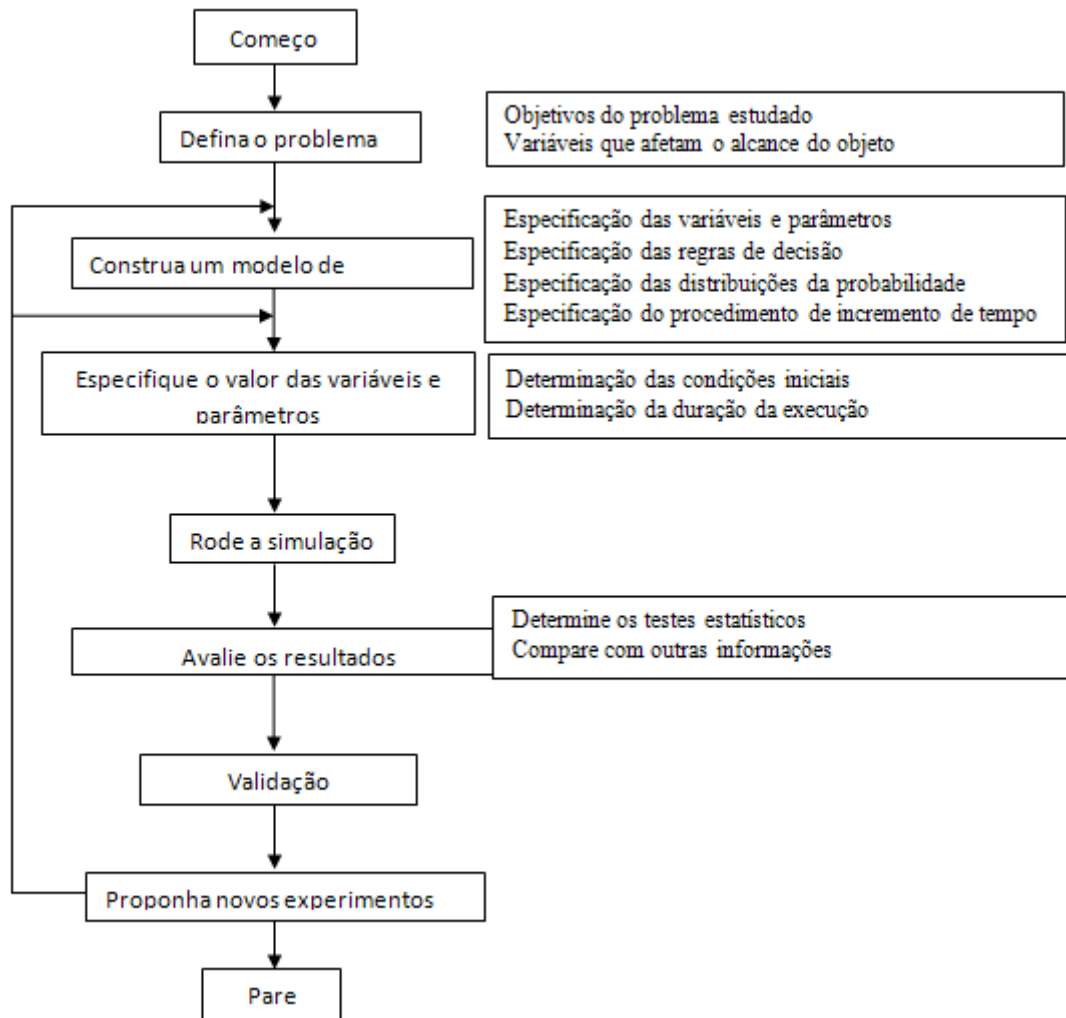 Começo
Defina o problema
Objetivos do problema estudado
Variáveis que afetam o alcance do objeto
Construa um modelo de
Especificação das variáveis e parâmetros
Especificação das regras de decisão
Especificação das distribuições da probabilidade
Especificação do procedimento de incremento de tempo
Especifique o valor das variáveis e
parâmetros
Determinação das condições iniciais
Determinação da duração da execução
Rode a simulação
Avalie os resultados
Determine os testes estatísticos
Compare com outras informações
Validação
Proponha novos experimentos
Pare